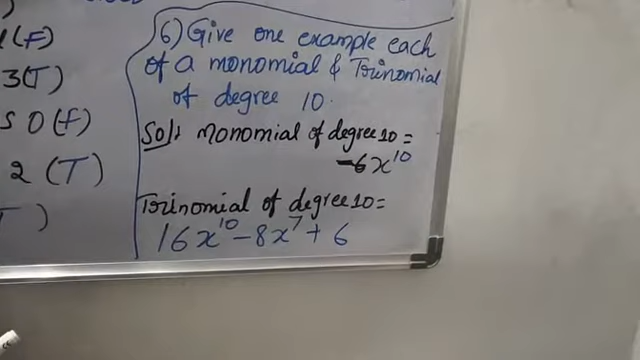 (F)
3(T)
0(F)
2 (T)
)
6) Give one example each
of a monomial & Trinomial
of degree 10.
Sol: monomial of degree 10 =
-6x¹⁰
Trinomial of degree 10 =
16x¹⁰ - 8x⁷ + 6